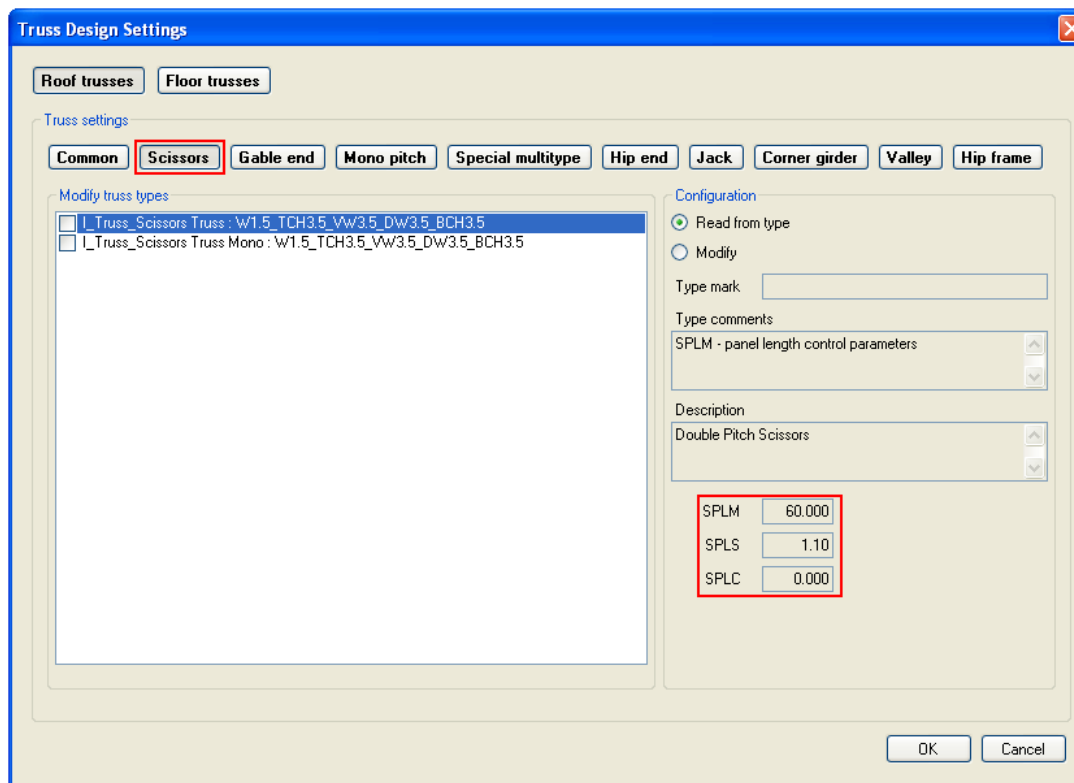 Truss Design Settings
Roof trusses Floor trusses
Truss settings
Common Scissors Gable end Mono pitch Special multitype Hip end Jack Corner girder Valley Hip frame
Modify truss types
I_Truss_Scissors Truss : W1.5_TCH3.5_VW3.5_DW3.5_BCH3.5
I_Truss_Scissors Truss Mono : W1.5_TCH3.5_VW3.5_DW3.5_BCH3.5
Configuration
Read from type
Modify
Type mark
Type comments
SPLM - panel length control parameters
Description
Double Pitch Scissors
SPLM 60.000
SPLS 1.10
SPLC 0.000
OK Cancel